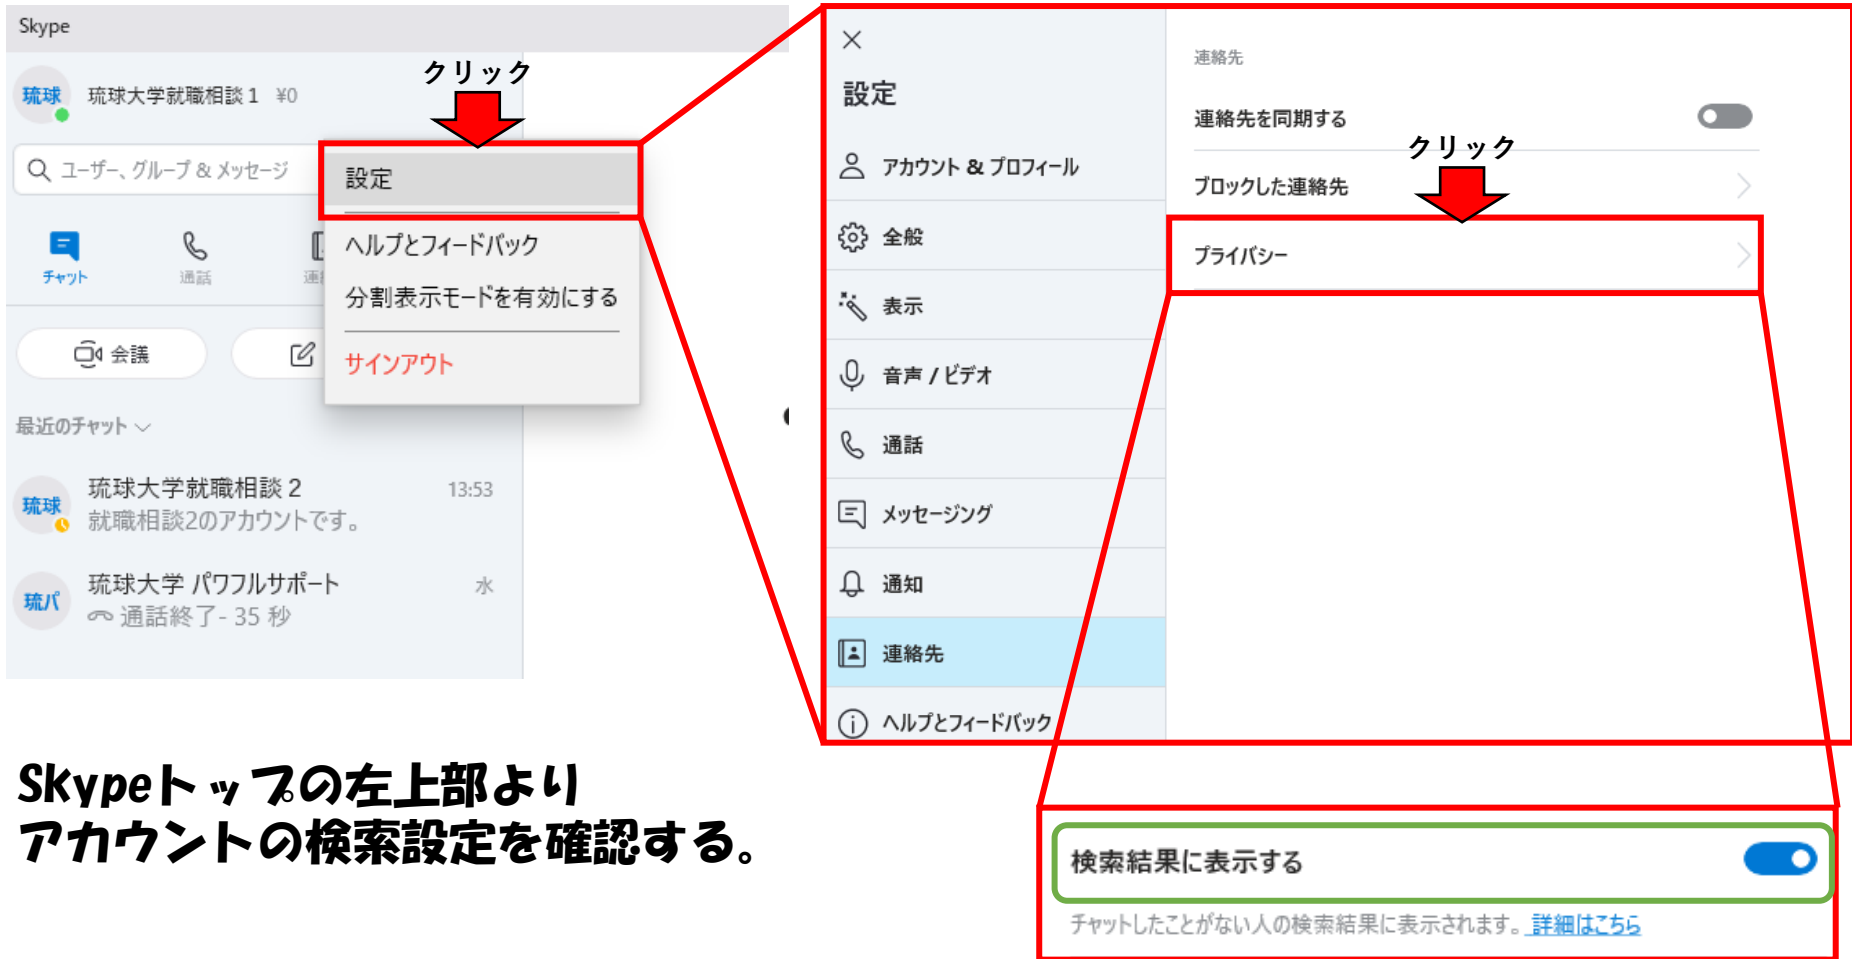 Skype
琉球
琉球大学就職相談 1 ¥0
クリック
ユーザー、グループ & メッセージ
設定
チャット
通話
ヘルプとフィードバック
分割表示モードを有効にする
会議
サインアウト
最近のチャット
琉球
琉球大学就職相談 2
13:53
就職相談2のアカウントです。
琉パ
琉球大学 パワフルサポート
水
通話終了- 35 秒
設定
アカウント & プロフィール
全般
表示
音声 / ビデオ
通話
メッセージング
通知
連絡先
ヘルプとフィードバック
連絡先
連絡先を同期する
クリック
ブロックした連絡先
プライバシー
Skypeトップの左上部より
アカウントの検索設定を確認する。
検索結果に表示する
チャットしたことがない人の検索結果に表示されます。 詳細はこちら